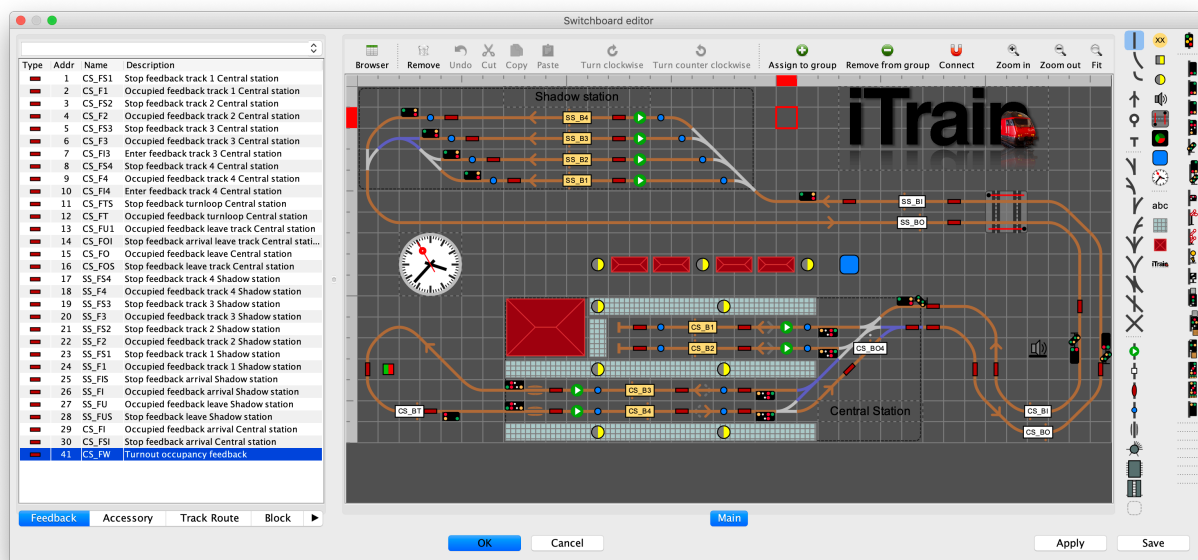 Switchboard editor
Browser Remove Undo Cut Copy Paste Turn clockwise Turn counter clockwise Assign to group Remove from group Connect Zoom in Zoom out Fit
Type Addr Name Description
1 CS_FS1 Stop feedback track 1 Central station
2 CS_F1 Occupied feedback track 1 Central station
3 CS_FS2 Stop feedback track 2 Central station
4 CS_F2 Occupied feedback track 2 Central station
5 CS_FS3 Stop feedback track 3 Central station
6 CS_F3 Occupied feedback track 3 Central station
7 CS_FI3 Enter feedback track 3 Central station
8 CS_FS4 Stop feedback track 4 Central station
9 CS_F4 Occupied feedback track 4 Central station
10 CS_FI4 Enter feedback track 4 Central station
11 CS_FTS Stop feedback turnloop Central station
12 CS_FT Occupied feedback turnloop Central station
13 CS_FU1 Occupied feedback leave track Central station
14 CS_FOI Stop feedback arrival leave track Central stati...
15 CS_FO Occupied feedback leave Central station
16 CS_FOS Stop feedback leave track Central station
17 SS_FS4 Stop feedback track 4 Shadow station
18 SS_F4 Occupied feedback track 4 Shadow station
19 SS_FS3 Stop feedback track 3 Shadow station
20 SS_F3 Occupied feedback track 3 Shadow station
21 SS_FS2 Stop feedback track 2 Shadow station
22 SS_F2 Occupied feedback track 2 Shadow station
23 SS_FS1 Stop feedback track 1 Shadow station
24 SS_F1 Occupied feedback track 1 Shadow station
25 SS_FIS Stop feedback arrival Shadow station
26 SS_FI Occupied feedback arrival Shadow station
27 SS_FU Occupied feedback leave Shadow station
28 SS_FUS Stop feedback leave Shadow station
29 CS_FI Occupied feedback arrival Central station
30 CS_FSI Stop feedback arrival Central station
41 CS_FW Turnout occupancy feedback
Feedback Accessory Track Route Block
Shadow station
iTrain
SS_B4
SS_B3
SS_B2
SS_B1
SS_BI
SS_BO
CS_B1
CS_B2
CS_BO4
CS_B3
CS_BT
CS_B4
Central Station
CS_BI
CS_BO
XX
T
abc
iTrain
Main
OK Cancel Apply Save